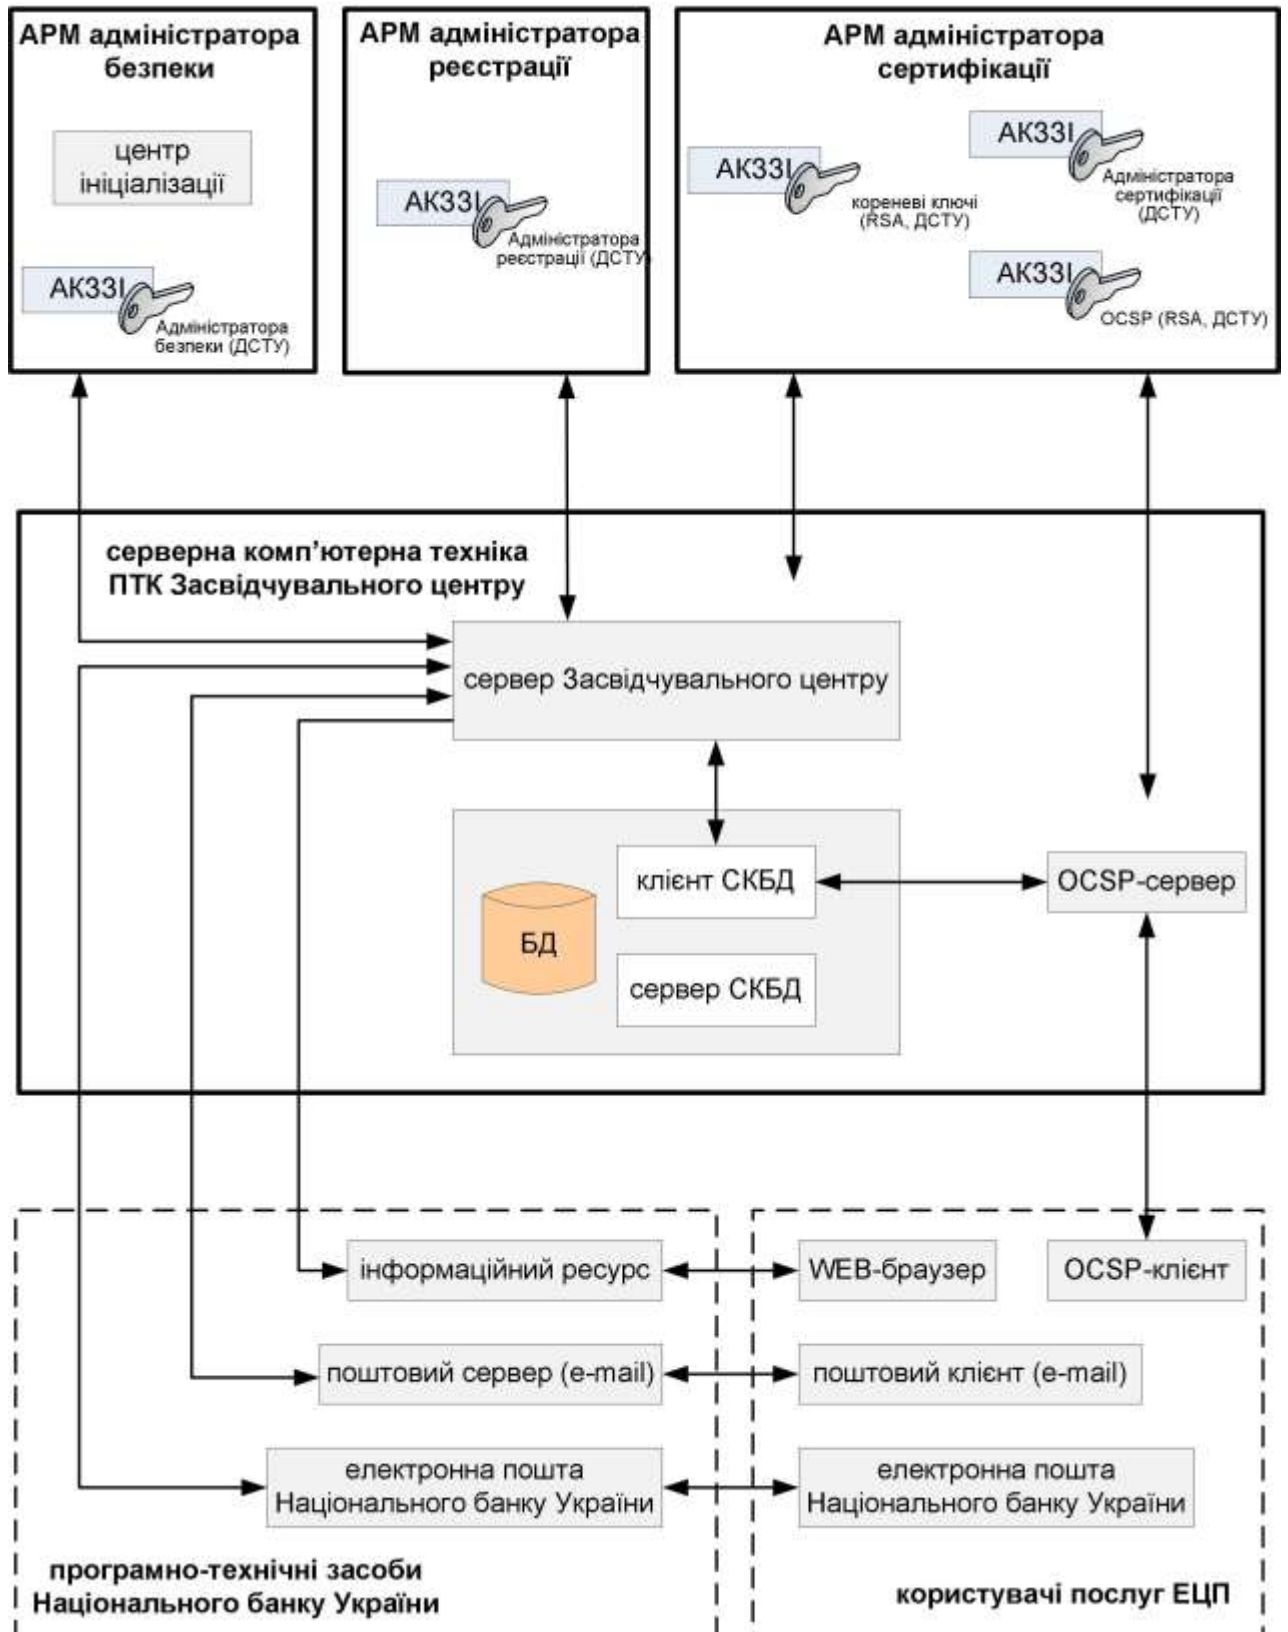 АРМ адміністратора
безпеки
центр
ініціалізації
АКЗЗІ
Адміністратора
безпеки (ДСТУ)
АРМ адміністратора
реєстрації
АКЗЗІ
Адміністратора
реєстрації (ДСТУ)
АРМ адміністратора
сертифікації
АКЗЗІ
кореневі ключі
(RSA, ДСТУ)
АКЗЗІ
Адміністратора
сертифікації
(ДСТУ)
АКЗЗІ
OCSP (RSA, ДСТУ)
серверна комп’ютерна техніка
ПТК Засвідчувального центру
сервер Засвідчувального центру
клієнт СКБД
OCSP-сервер
БД
сервер СКБД
інформаційний ресурс
WEB-браузер
OCSP-клієнт
поштовий сервер (e-mail)
поштовий клієнт (e-mail)
електронна пошта
Національного банку України
електронна пошта
Національного банку України
програмно-технічні засоби
Національного банку України
користувачі послуг ЕЦП